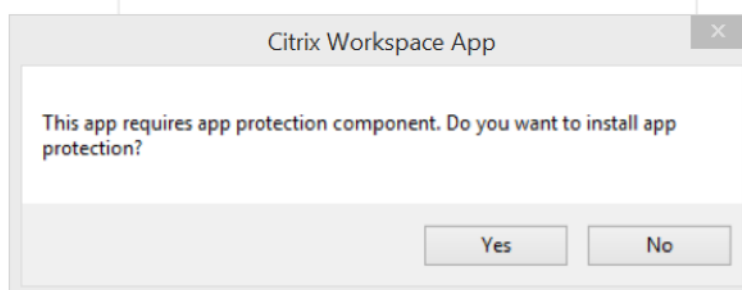 Citrix Workspace App
This app requires app protection component. Do you want to install app
protection?
Yes
No